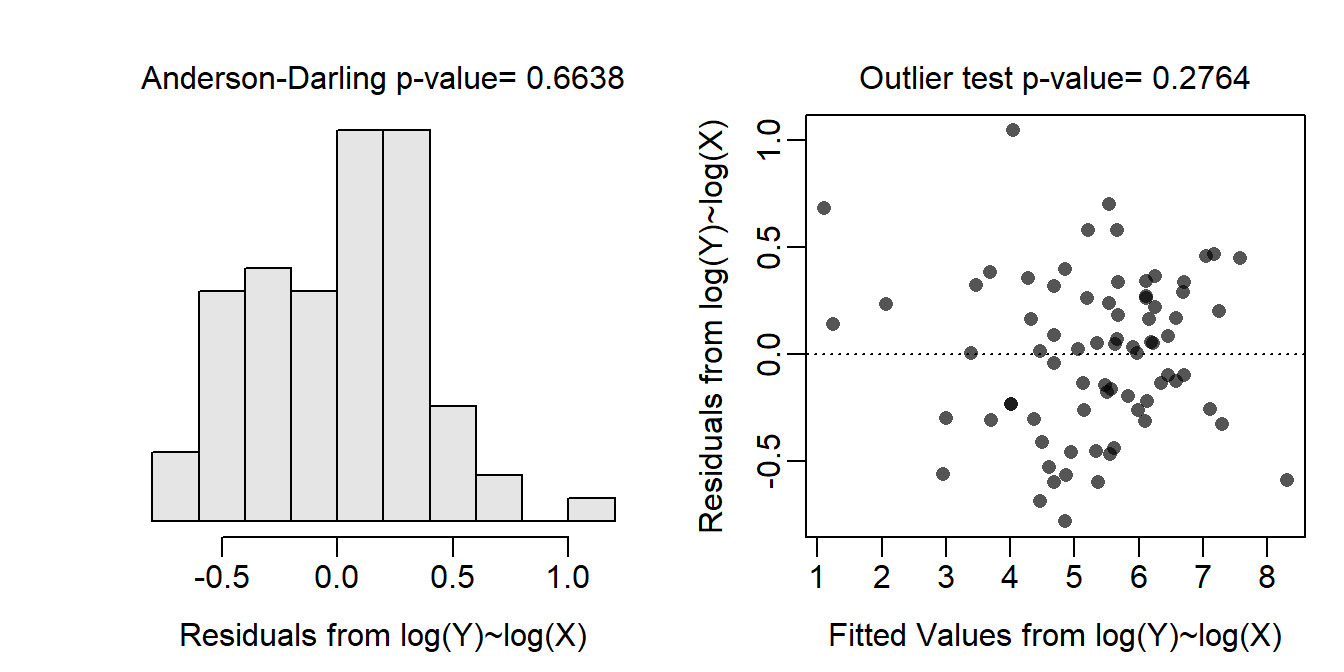 Anderson-Darling p-value= 0.6638
-0.5 0.0 0.5 1.0
Residuals from log(Y)~log(X)
Outlier test p-value= 0.2764
Residuals from log(Y)~log(X)
1.0
0.5
0.0
-0.5
1 2 3 4 5 6 7 8
Fitted Values from log(Y)~log(X)